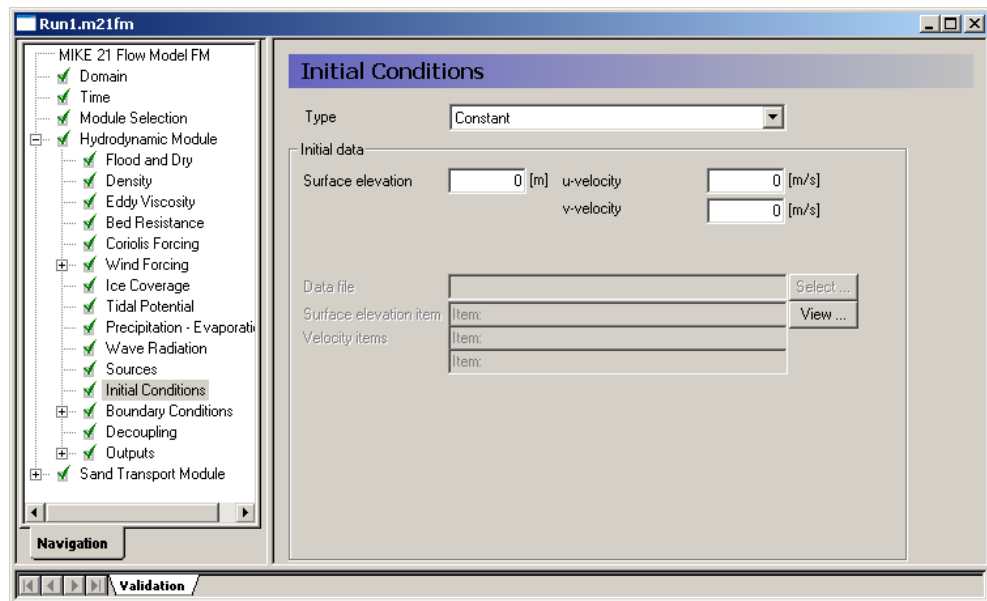 Run1.m21fm
MIKE 21 Flow Model FM
Domain
Time
Module Selection
Hydrodynamic Module
Flood and Dry
Density
Eddy Viscosity
Bed Resistance
Coriolis Forcing
Wind Forcing
Ice Coverage
Tidal Potential
Precipitation - Evaporati
Wave Radiation
Sources
Initial Conditions
Boundary Conditions
Decoupling
Outputs
Sand Transport Module
Navigation
Initial Conditions
Type Constant
Initial data
Surface elevation 0 [m] u-velocity 0 [m/s]
v-velocity 0 [m/s]
Data file Select ...
Surface elevation item Item: View ...
Velocity items Item:
Item:
Validation